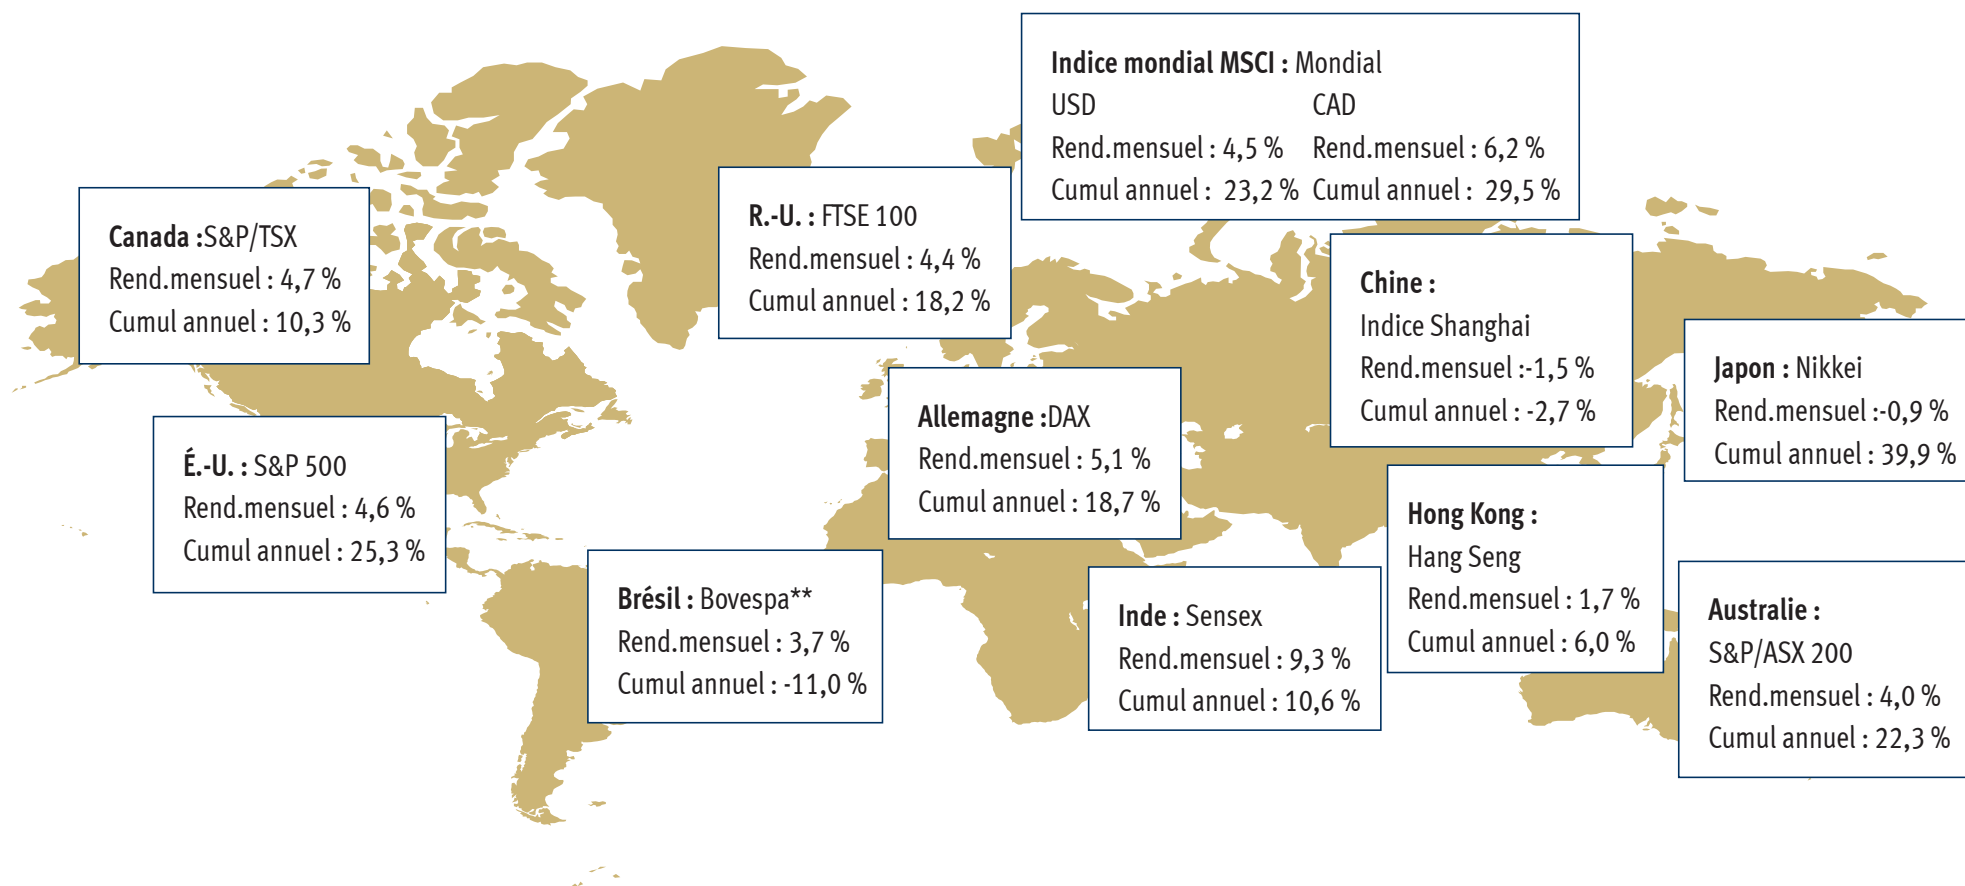 Indice mondial MSCI : Mondial
USD CAD
Rend.mensuel : 4,5 % Rend.mensuel : 6,2 %
Cumul annuel : 23,2 % Cumul annuel : 29,5 %
Canada :S&P/TSX
Rend.mensuel : 4,7 %
Cumul annuel : 10,3 %
R.-U. : FTSE 100
Rend.mensuel : 4,4 %
Cumul annuel : 18,2 %
Chine :
Indice Shanghai
Rend.mensuel :-1,5 %
Cumul annuel : -2,7 %
Japon : Nikkei
Rend.mensuel :-0,9 %
Cumul annuel : 39,9 %
Allemagne :DAX
Rend.mensuel : 5,1 %
Cumul annuel : 18,7 %
É.-U. : S&P 500
Rend.mensuel : 4,6 %
Cumul annuel : 25,3 %
Hong Kong :
Hang Seng
Rend.mensuel : 1,7 %
Cumul annuel : 6,0 %
Brésil : Bovespa**
Rend.mensuel : 3,7 %
Cumul annuel : -11,0 %
Inde : Sensex
Rend.mensuel : 9,3 %
Cumul annuel : 10,6 %
Australie :
S&P/ASX 200
Rend.mensuel : 4,0 %
Cumul annuel : 22,3 %